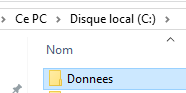 Ce PC > Disque local (C:) >
Nom
Donnees